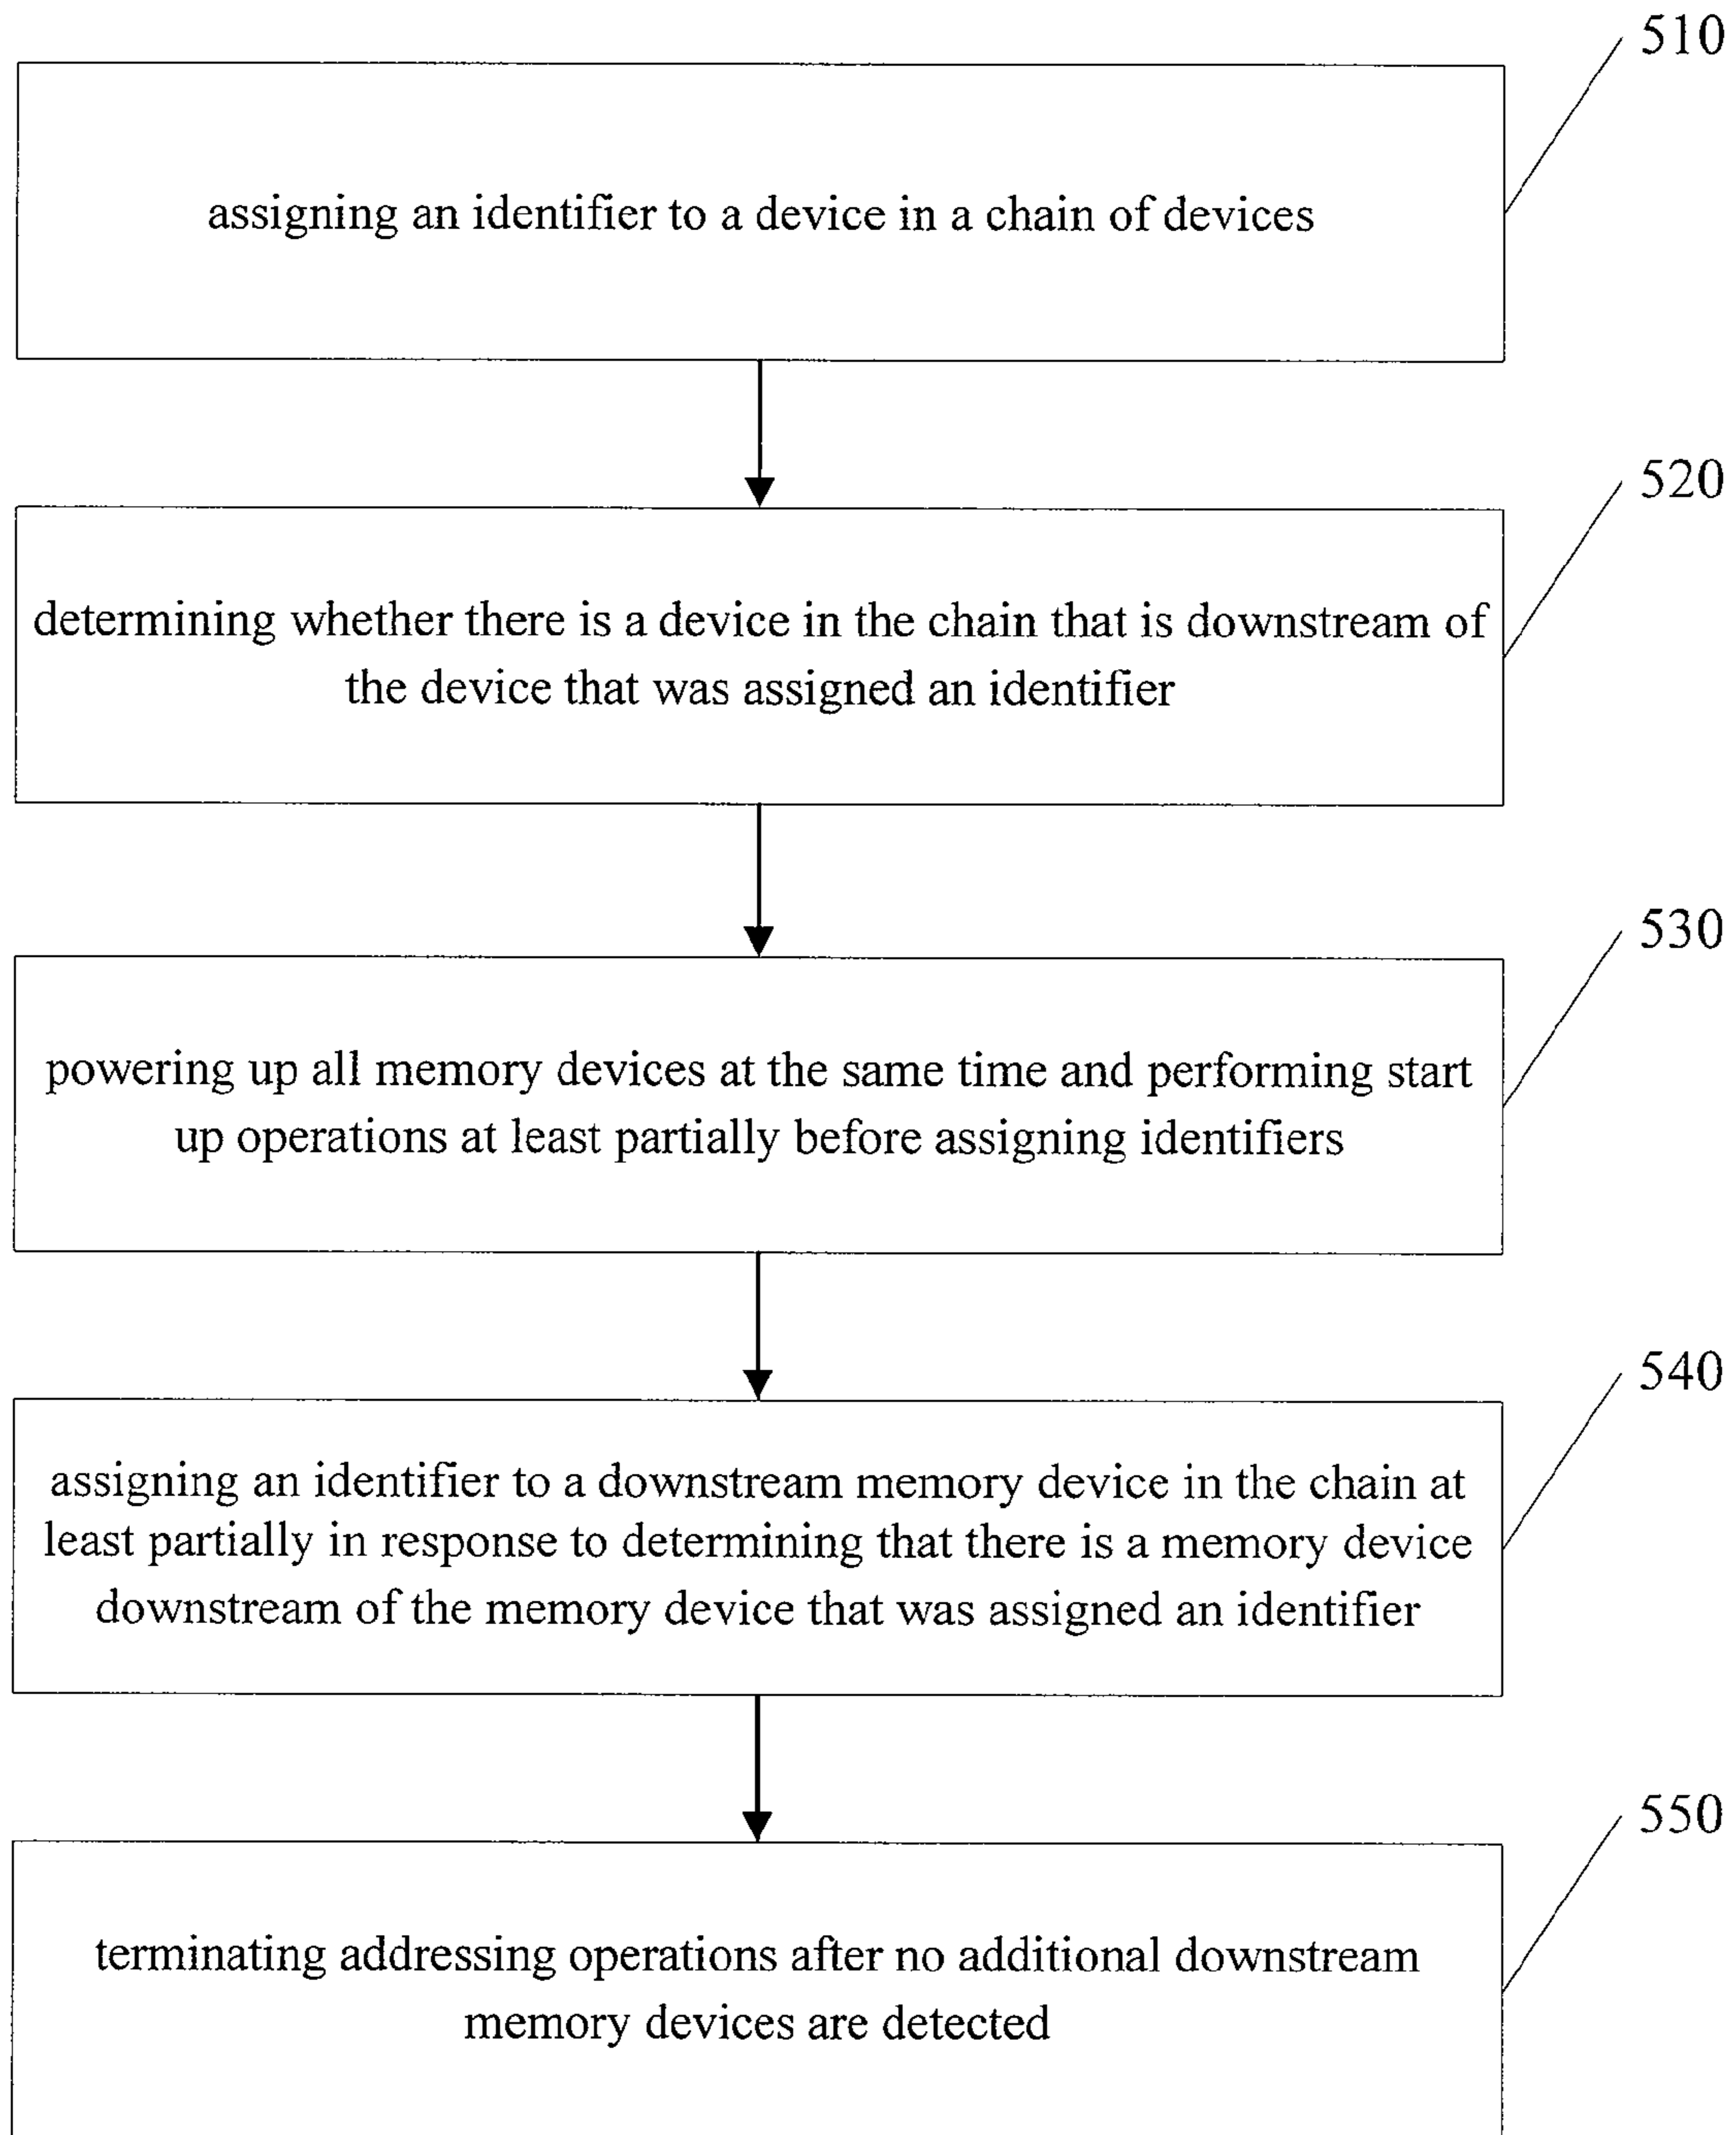 510
assigning an identifier to a device in a chain of devices
520
determining whether there is a device in the chain that is downstream of
the device that was assigned an identifier
530
powering up all memory devices at the same time and performing start
up operations at least partially before assigning identifiers
540
assigning an identifier to a downstream memory device in the chain at
least partially in response to determining that there is a memory device
downstream of the memory device that was assigned an identifier
550
terminating addressing operations after no additional downstream
memory devices are detected